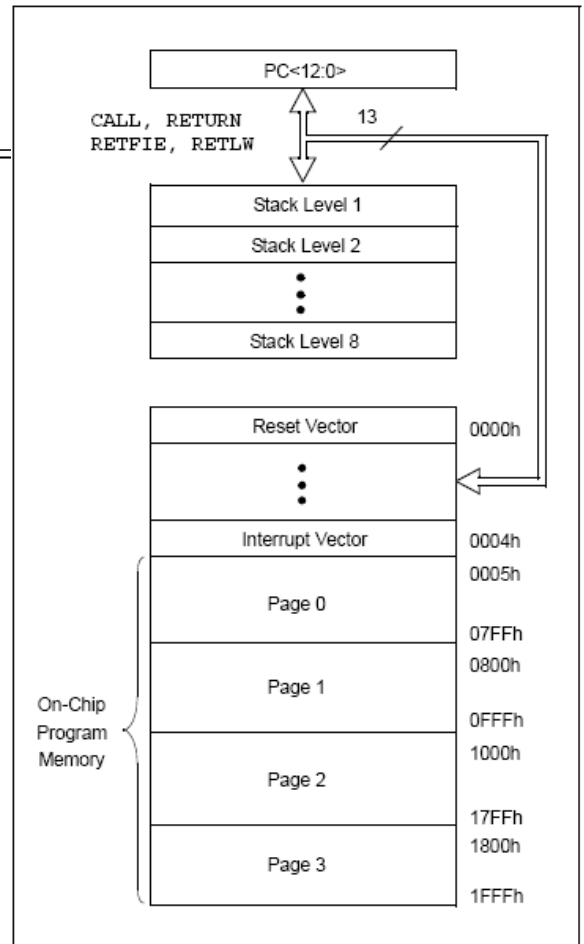 PC<12:0>
CALL, RETURN
RETFIE, RETLW
13
Stack Level 1
Stack Level 2
Stack Level 8
Reset Vector
0000h
Interrupt Vector
0004h
0005h
Page 0
07FFh
0800h
Page 1
0FFFh
On-Chip
Program
Memory
1000h
Page 2
17FFh
1800h
Page 3
1FFFh